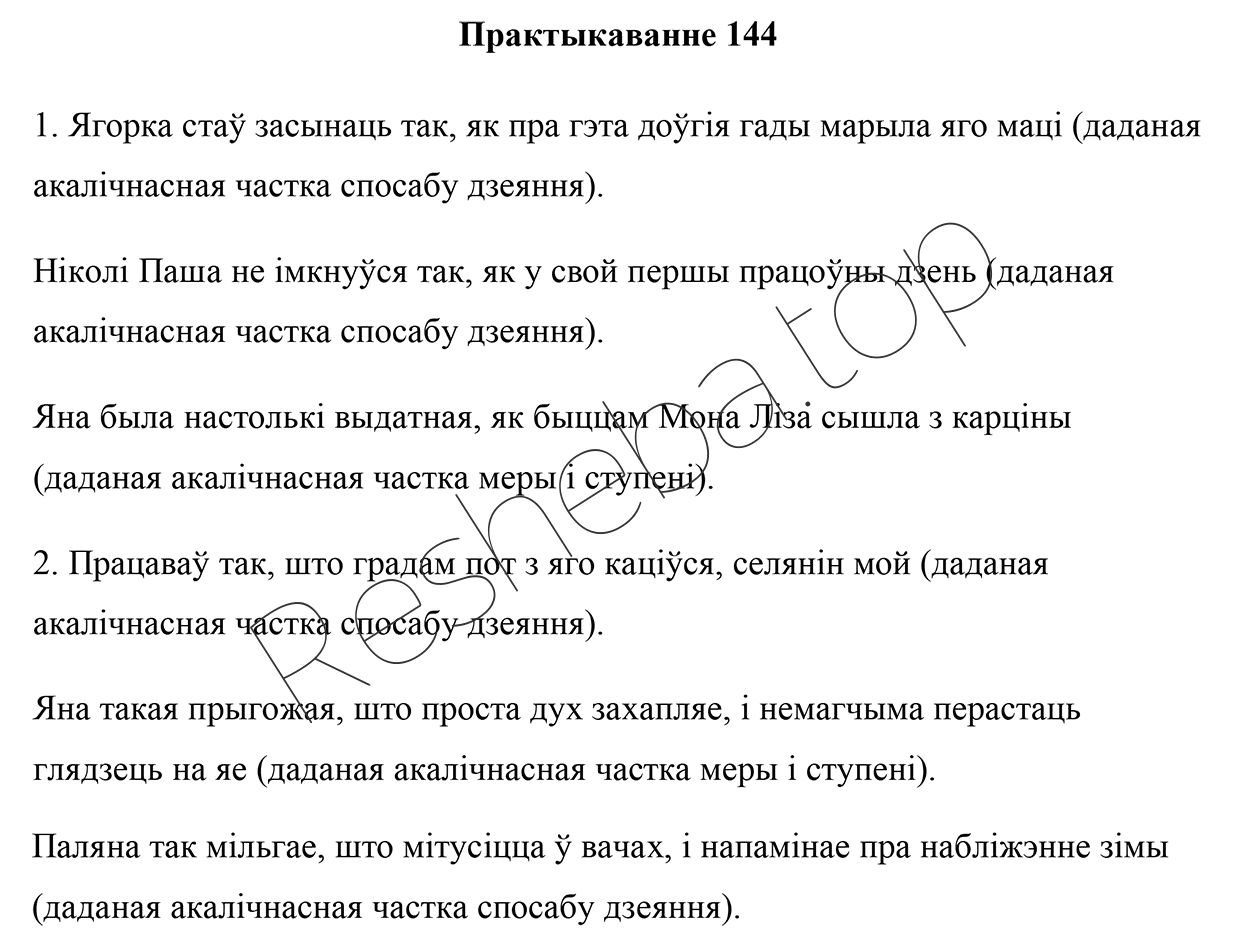 Практыкаванне 144
1. Ягорка стаў засынаць так, як пра гэта доўгія гады марыла яго маці (даданая
акалічнасная частка спосабу дзеяння).
Ніколі Паша не імкнуўся так, як у свой першы працоўны дзень (даданая
акалічнасная частка спосабу дзеяння).
Яна была настолькі выдатная, як быццам Мона Ліза сышла з карціны
(даданая акалічнасная частка меры і ступені).
2. Працаваў так, што градам пот з яго каціўся, селянін мой (даданая
акалічнасная частка спосабу дзеяння).
Яна такая прыгожая, што проста дух захапляе, і немагчыма перастаць
глядзець на яе (даданая акалічнасная частка меры і ступені).
Паляна так мільгае, што мітусіцца ў вачах, і напамінае пра набліжэнне зімы
(даданая акалічнасная частка спосабу дзеяння).
Resheba.top